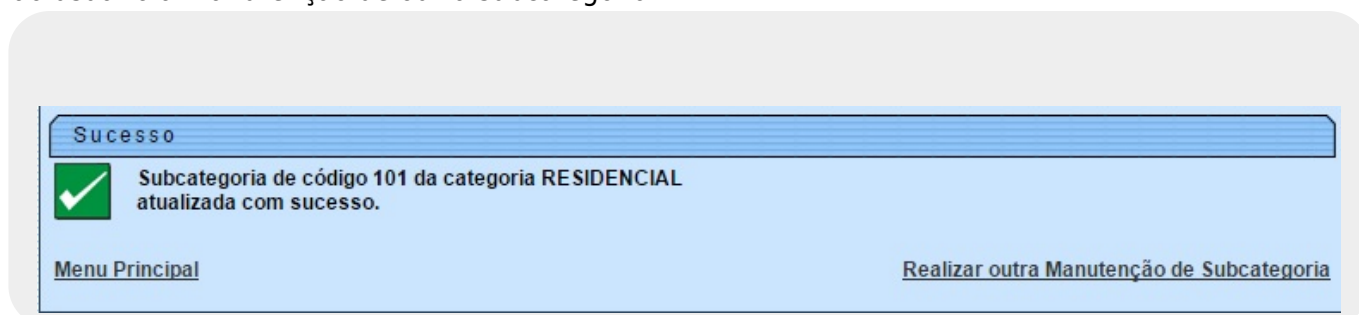 Sucesso
Subcategoria de código 101 da categoria RESIDENCIAL
atualizada com sucesso.
Menu Principal
Realizar outra Manutenção de Subcategoria